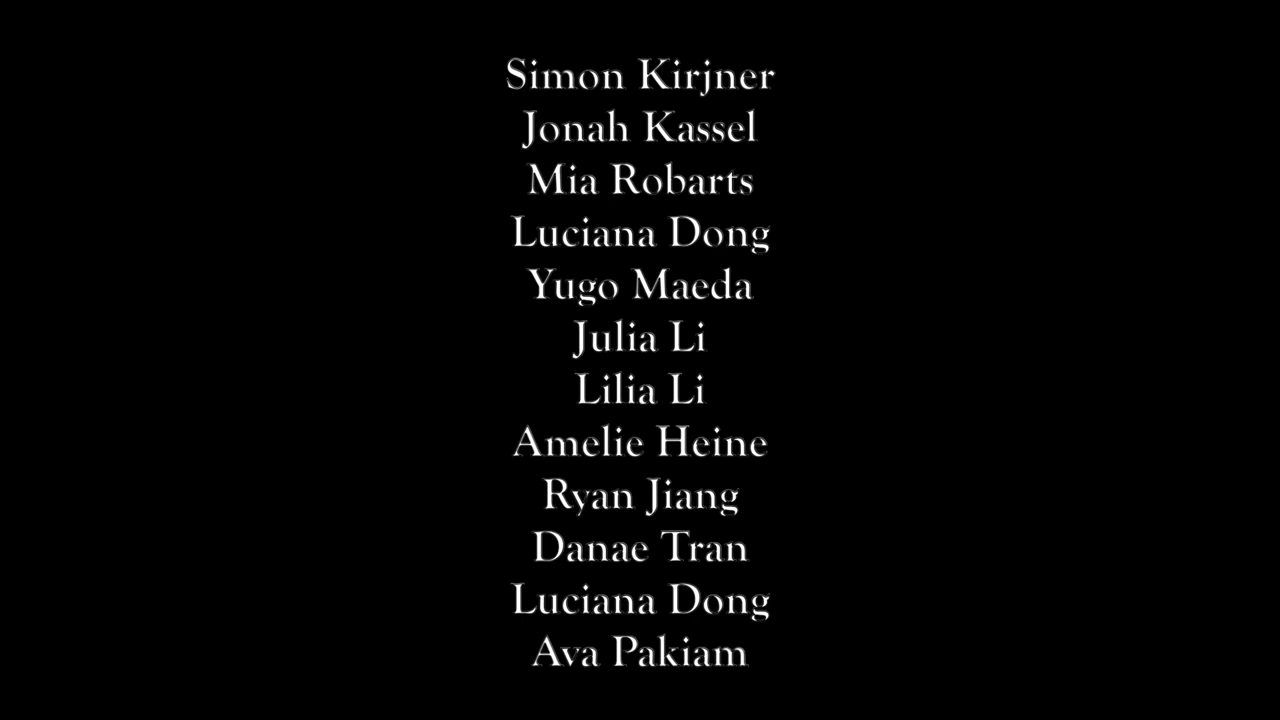 Simon Kirjner
Jonah Kassel
Mia Robarts
Luciana Dong
Yugo Maeda
Julia Li
Lilia Li
Amelie Heine
Ryan Jiang
Danae Tran
Luciana Dong
Ava Pakiam